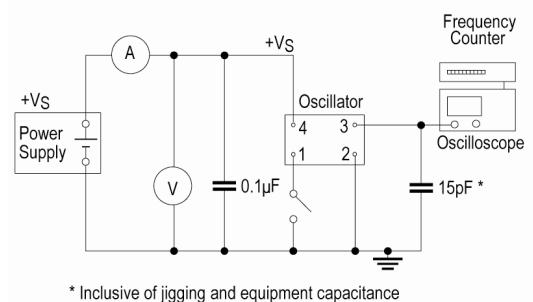 Frequency
Counter
A
+VS
Oscillator
+VS
Power
Supply
4
3
1
2
Oscilloscope
V
0.1µF
15pF *
* Inclusive of jigging and equipment capacitance